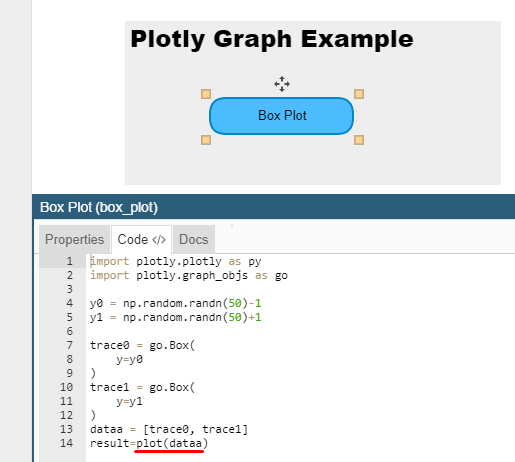 Plotly Graph Example
Box Plot
Box Plot (box_plot)
Properties Code </> Docs
1 import plotly.plotly as py
2 import plotly.graph_objs as go
3
4 y0 = np.random.randn(50)-1
5 y1 = np.random.randn(50)+1
6
7 trace0 = go.Box(
8     y=y0
9 )
10 trace1 = go.Box(
11     y=y1
12 )
13 dataa = [trace0, trace1]
14 result=plot(dataa)